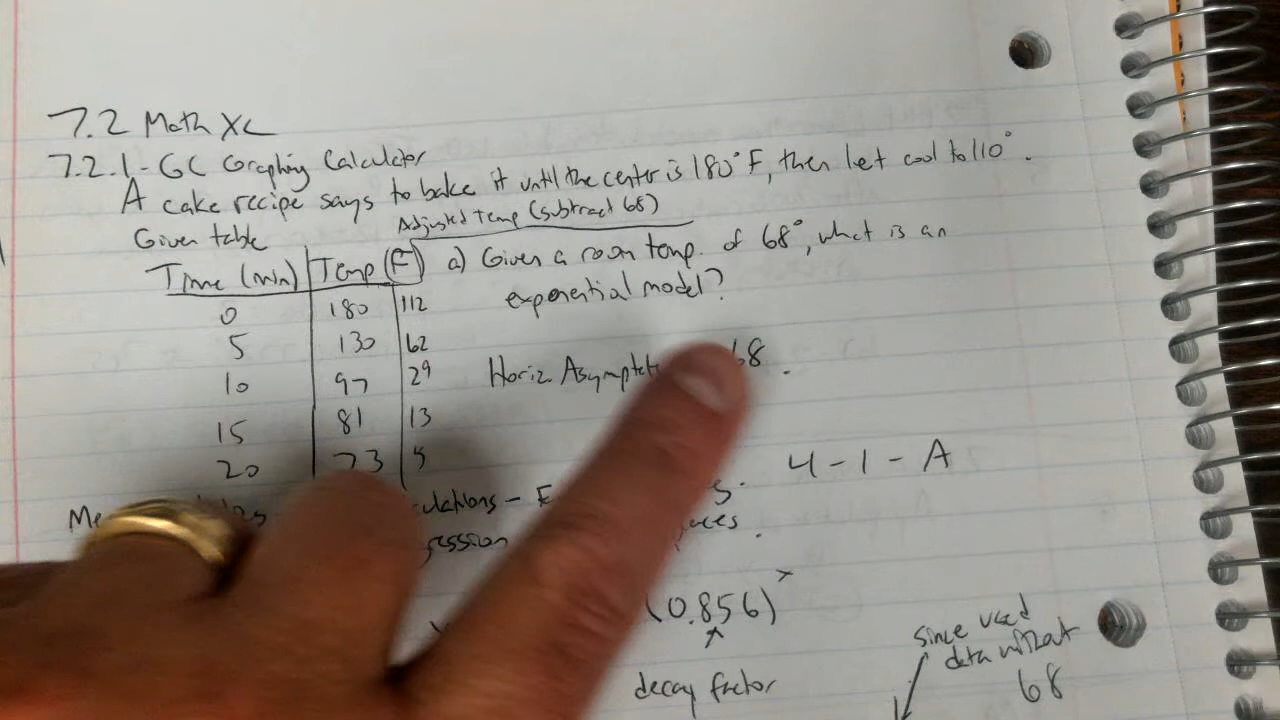 7.2 Math XL
7.2.1 - GC Graphing Calculator
A cake recipe says to bake it until the center is 180° F, then let cool to 110°.
Adjusted Temp (subtract 68)
Given table
Time (min) Temp (F) a) Given a room temp. of 68°, what is an
exponential model?
0 180 112
5 130 62
10 97 29
Horiz Asymptote 68.
15 81 13
20 73 5
4-1-A
(0.856)^x
decay factor
since used
data without
68